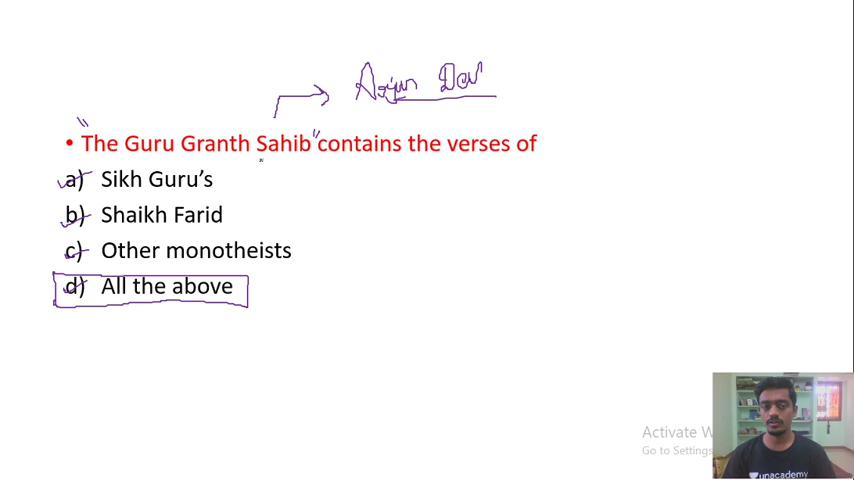 Arjun Dev
• The Guru Granth Sahib" contains the verses of
a) Sikh Guru's
b) Shaikh Farid
c) Other monotheists
d) All the above
Activate W
Go to Settings
unacademy